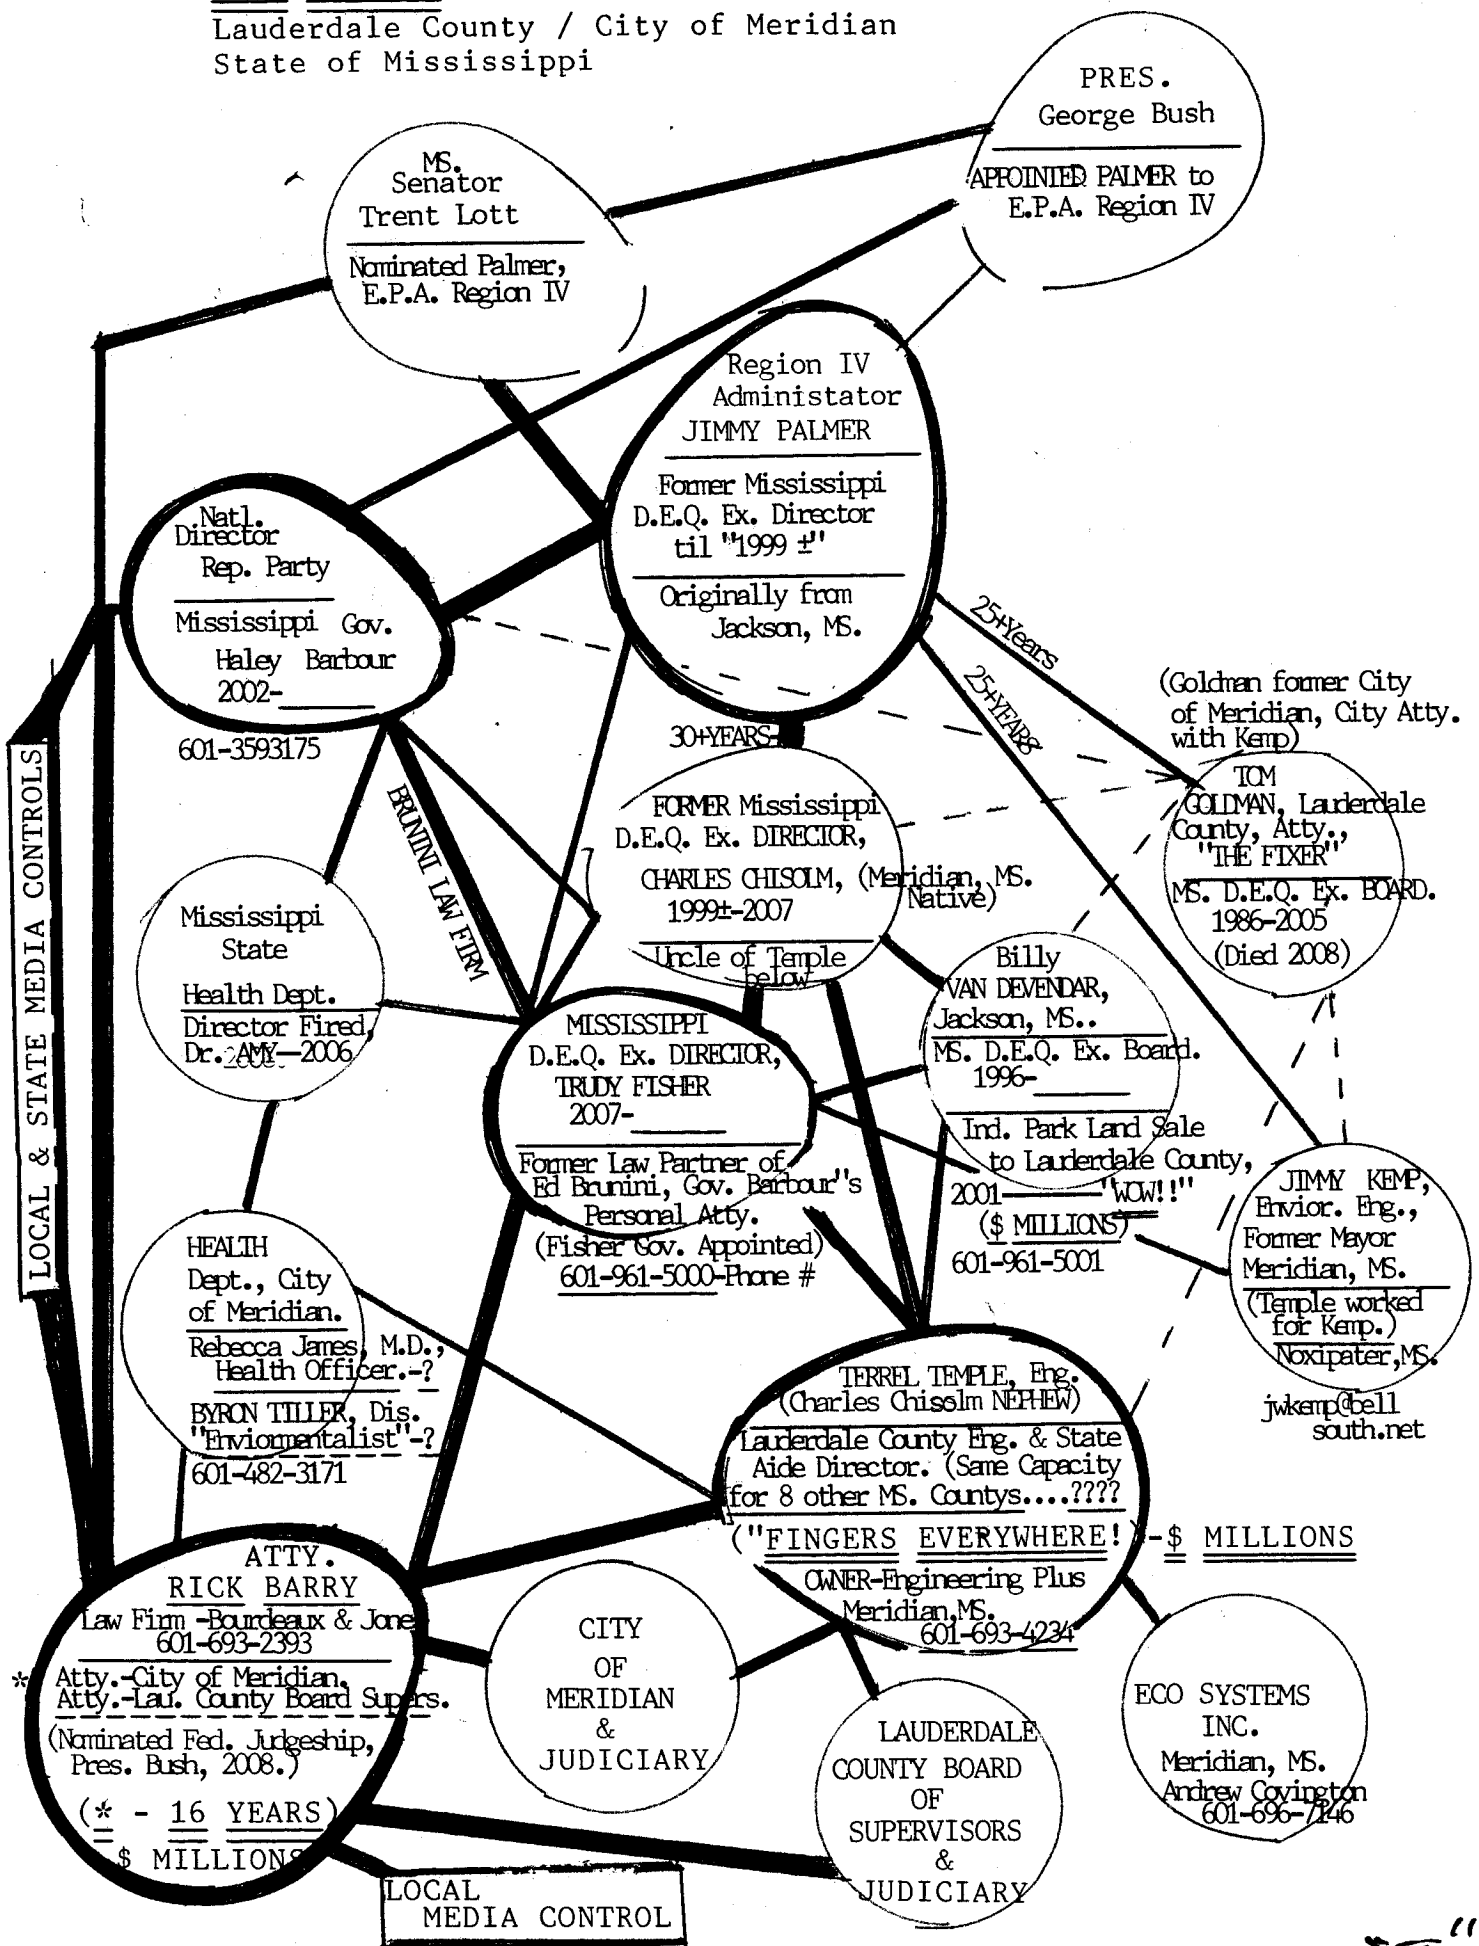 Lauderdale County / City of Meridian
State of Mississippi
PRES.
George Bush
APPOINTED PALMER to
E.P.A. Region IV
MS.
Senator
Trent Lott
Nominated Palmer,
E.P.A. Region IV
Region IV
Administator
JIMMY PALMER
Former Mississippi
D.E.Q. Ex. Director
til "1999 ±"
Originally from
Jackson, MS.
Natl.
Director
Rep. Party
Mississippi Gov.
Haley Barbour
2002-______
601-3593175
LOCAL & STATE MEDIA CONTROLS
BRUNINI LAW FIRM
30+YEARS-
25+Years
25+YEARS
(Goldman former City
of Meridian, City Atty.
with Kemp)
TOM
GOLDMAN, Lauderdale
County, Atty.,
"THE FIXER"
MS. D.E.Q. Ex. BOARD.
1986-2005
(Died 2008)
FORMER Mississippi
D.E.Q. Ex. DIRECTOR,
CHARLES CHISOLM, (Meridian, MS.
Native)
1999±-2007
Uncle of Temple
below
Mississippi
State
Health Dept.
Director Fired,
Dr. AMY-2006
Billy
VAN DEVENDAR,
Jackson, MS..
MS. D.E.Q. Ex. Board.
1996-______
Ind. Park Land Sale
to Lauderdale County,
2001————"WOW!!"
($ MILLIONS)
601-961-5001
MISSISSIPPI
D.E.Q. Ex. DIRECTOR,
TRUDY FISHER
2007-______
Former Law Partner of
Ed Brunini, Gov. Barbour"s
Personal Atty.
(Fisher Gov. Appointed)
601-961-5000-Phone #
JIMMY KEMP,
Envior. Eng.,
Former Mayor
Meridian, MS.
(Temple worked
for Kemp.)
Noxipater,MS.
jwkemp@bell
south.net
HEALTH
Dept., City
of Meridian.
Rebecca James, M.D.,
Health Officer.-?
BYRON TILLER, Dis.
"Enviornmentalist"-?
601-482-3171
TERREL TEMPLE, Eng.
(Charles Chisolm NEPHEW)
Lauderdale County Eng. & State
Aide Director. (Same Capacity
for 8 other MS. Countys....????
("FINGERS EVERYWHERE!)-$ MILLIONS
OWNER-Engineering Plus
Meridian,MS.
601-693-4234
ATTY.
RICK BARRY
Law Firm -Bourdeaux & Jones
601-693-2393
* Atty.-City of Meridian.
Atty.-Lau. County Board Supers.
(Nominated Fed. Judgeship,
Pres. Bush, 2008.)
(* - 16 YEARS)
$ MILLIONS
CITY
OF
MERIDIAN
&
JUDICIARY
LAUDERDALE
COUNTY BOARD
OF
SUPERVISORS
&
JUDICIARY
ECO SYSTEMS
INC.
Meridian, MS.
Andrew Covington
601-696-7146
LOCAL
MEDIA CONTROL